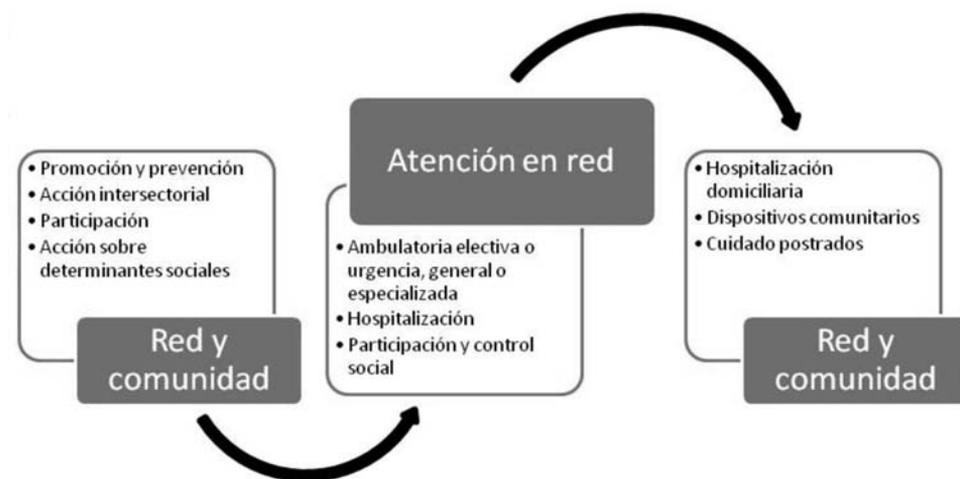 • Promoción y prevención
• Acción intersectorial
• Participación
• Acción sobre
determinantes sociales
Red y
comunidad
Atención en red
• Ambulatoria electiva o
urgencia, general o
especializada
• Hospitalización
• Participación y control
social
• Hospitalización
domiciliaria
• Dispositivos comunitarios
• Cuidado postrados
Red y
comunidad